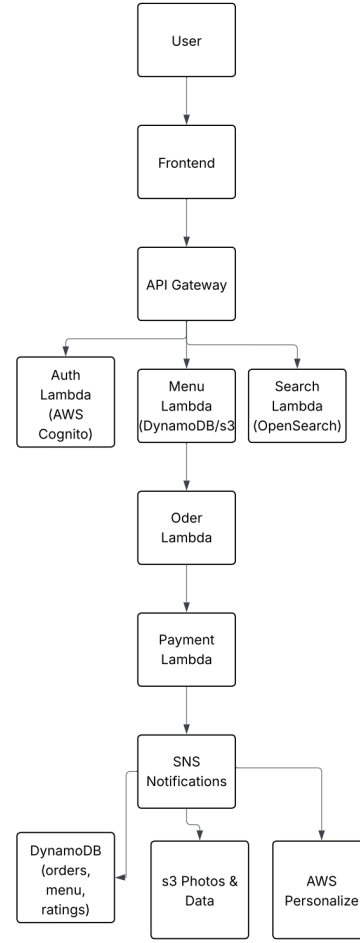 User
Frontend
API Gateway
Auth
Lambda
(AWS
Cognito)
Menu
Lambda
(DynamoDB/s3
Search
Lambda
(OpenSearch)
Oder
Lambda
Payment
Lambda
SNS
Notifications
DynamoDB
(orders,
menu,
ratings)
s3 Photos &
Data
AWS
Personalize